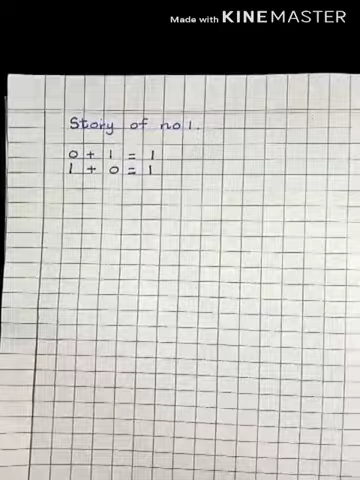 Made with KINEMASTER
Story of no 1.
0 + 1 = 1
1 + 0 = 1